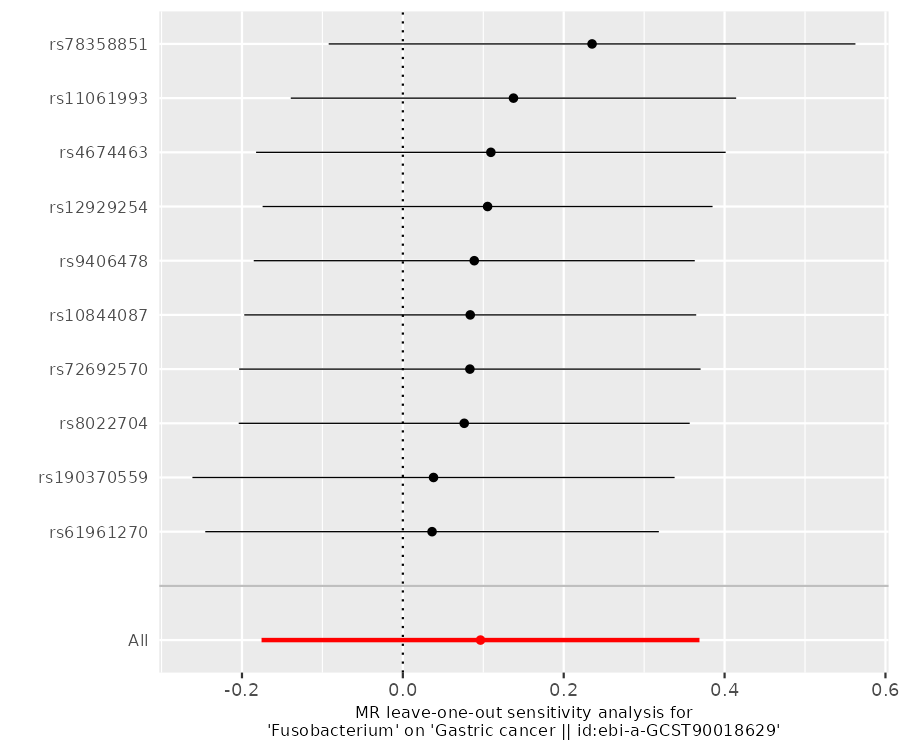 rs78358851
rs11061993
rs4674463
rs12929254
rs9406478
rs10844087
rs72692570
rs8022704
rs190370559
rs61961270
All
-0.2 0.0 0.2 0.4 0.6
MR leave-one-out sensitivity analysis for
'Fusobacterium' on 'Gastric cancer || id:ebi-a-GCST90018629'